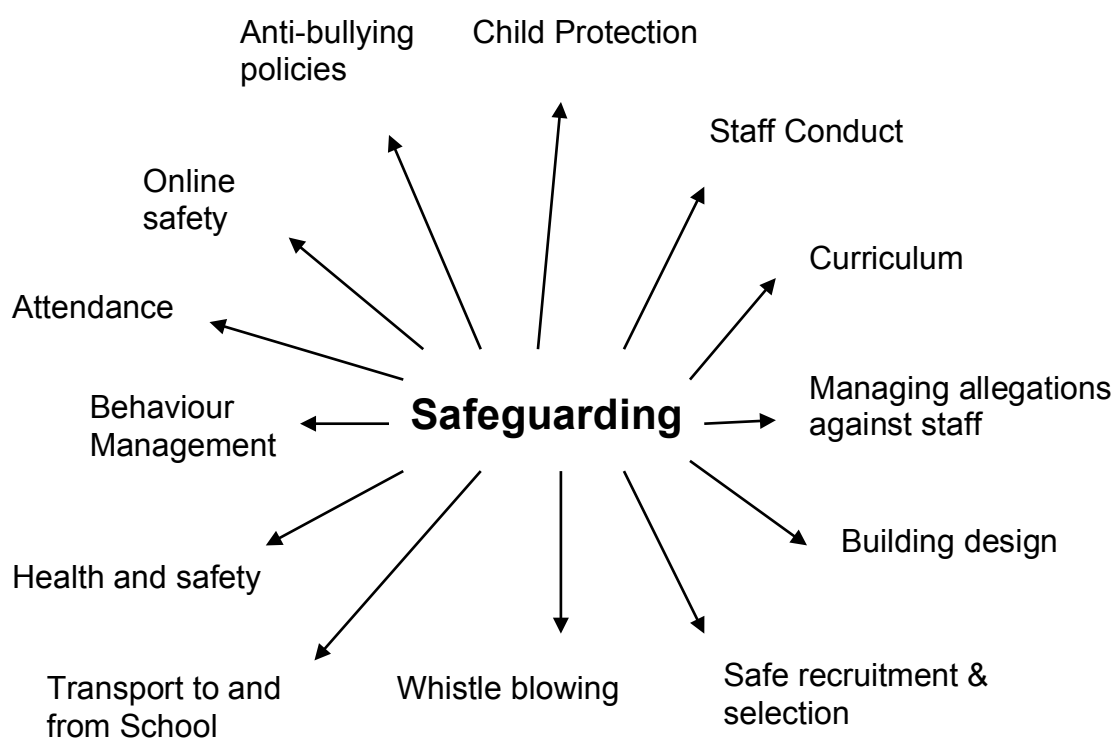 Anti-bullying
policies
Child Protection
Staff Conduct
Online
safety
Curriculum
Attendance
Managing allegations
against staff
Behaviour
Management
Safeguarding
Building design
Health and safety
Safe recruitment &
selection
Transport to and
from School
Whistle blowing